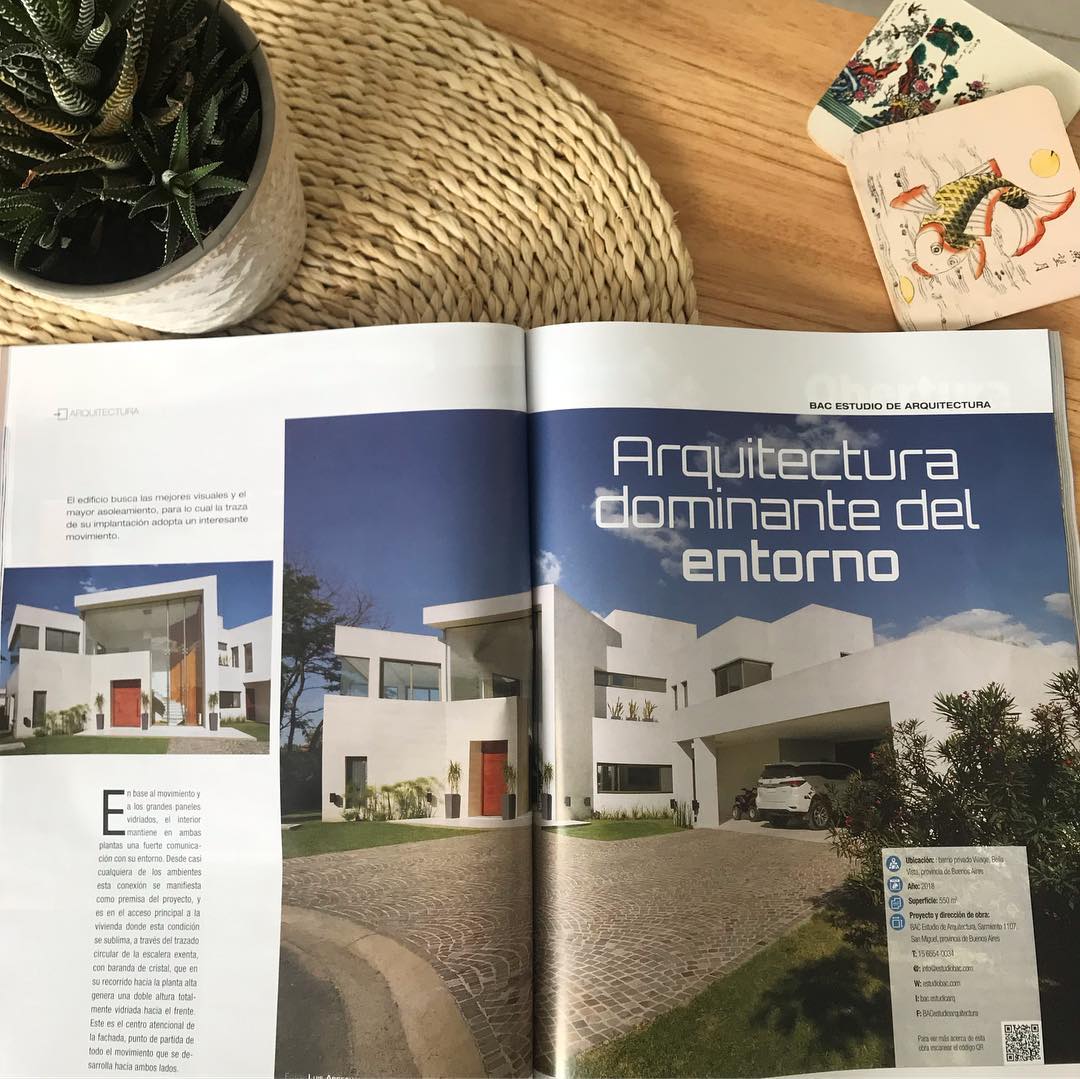 ARQUITECTURA
El edificio busca las mejores visuales y el
mayor asoleamiento, para lo cual la traza
de su implantación adopta un interesante
movimiento.
En base al movimiento y
a los grandes paneles
vidriados, el interior
mantiene en ambas
plantas una fuerte comunica-
ción con su entorno. Desde casi
cualquiera de los ambientes
esta conexión se manifiesta
como premisa del proyecto, y
es en el acceso principal a la
vivienda donde esta condición
se sublima, a través del trazado
circular de la escalera exenta,
con baranda de cristal, que en
su recorrido hacia la planta alta
genera una doble altura total-
mente vidriada hacia el frente.
Este es el centro atencional de
la fachada, punto de partida de
todo el movimiento que se de-
sarrolla hacia ambos lados.
BAC ESTUDIO DE ARQUITECTURA
Arquitectura
dominante del
entorno
Ubicación: barrio privado Bella
Vista, provincia de Buenos Aires
Año: 2018
Superficie: 550 m²
Proyecto y dirección de obra:
BAC Estudio de Arquitectura, Sarmiento 1107
San Miguel, provincia de Buenos Aires
T: 15 6554-0034
@: info@estudiobac.com
W: estudiobac.com
I: bac.estudioarq
F: BACestudioarquitectura
Para ver más acerca de esta
obra escanear el código QR